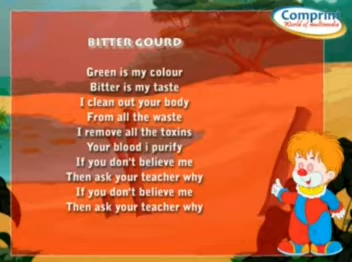 Comprint
World of multimedia
BITTER GOURD
Green is my colour
Bitter is my taste
I clean out your body
From all the waste
I remove all the toxins
Your blood i purify
If you don't believe me
Then ask your teacher why
If you don't believe me
Then ask your teacher why